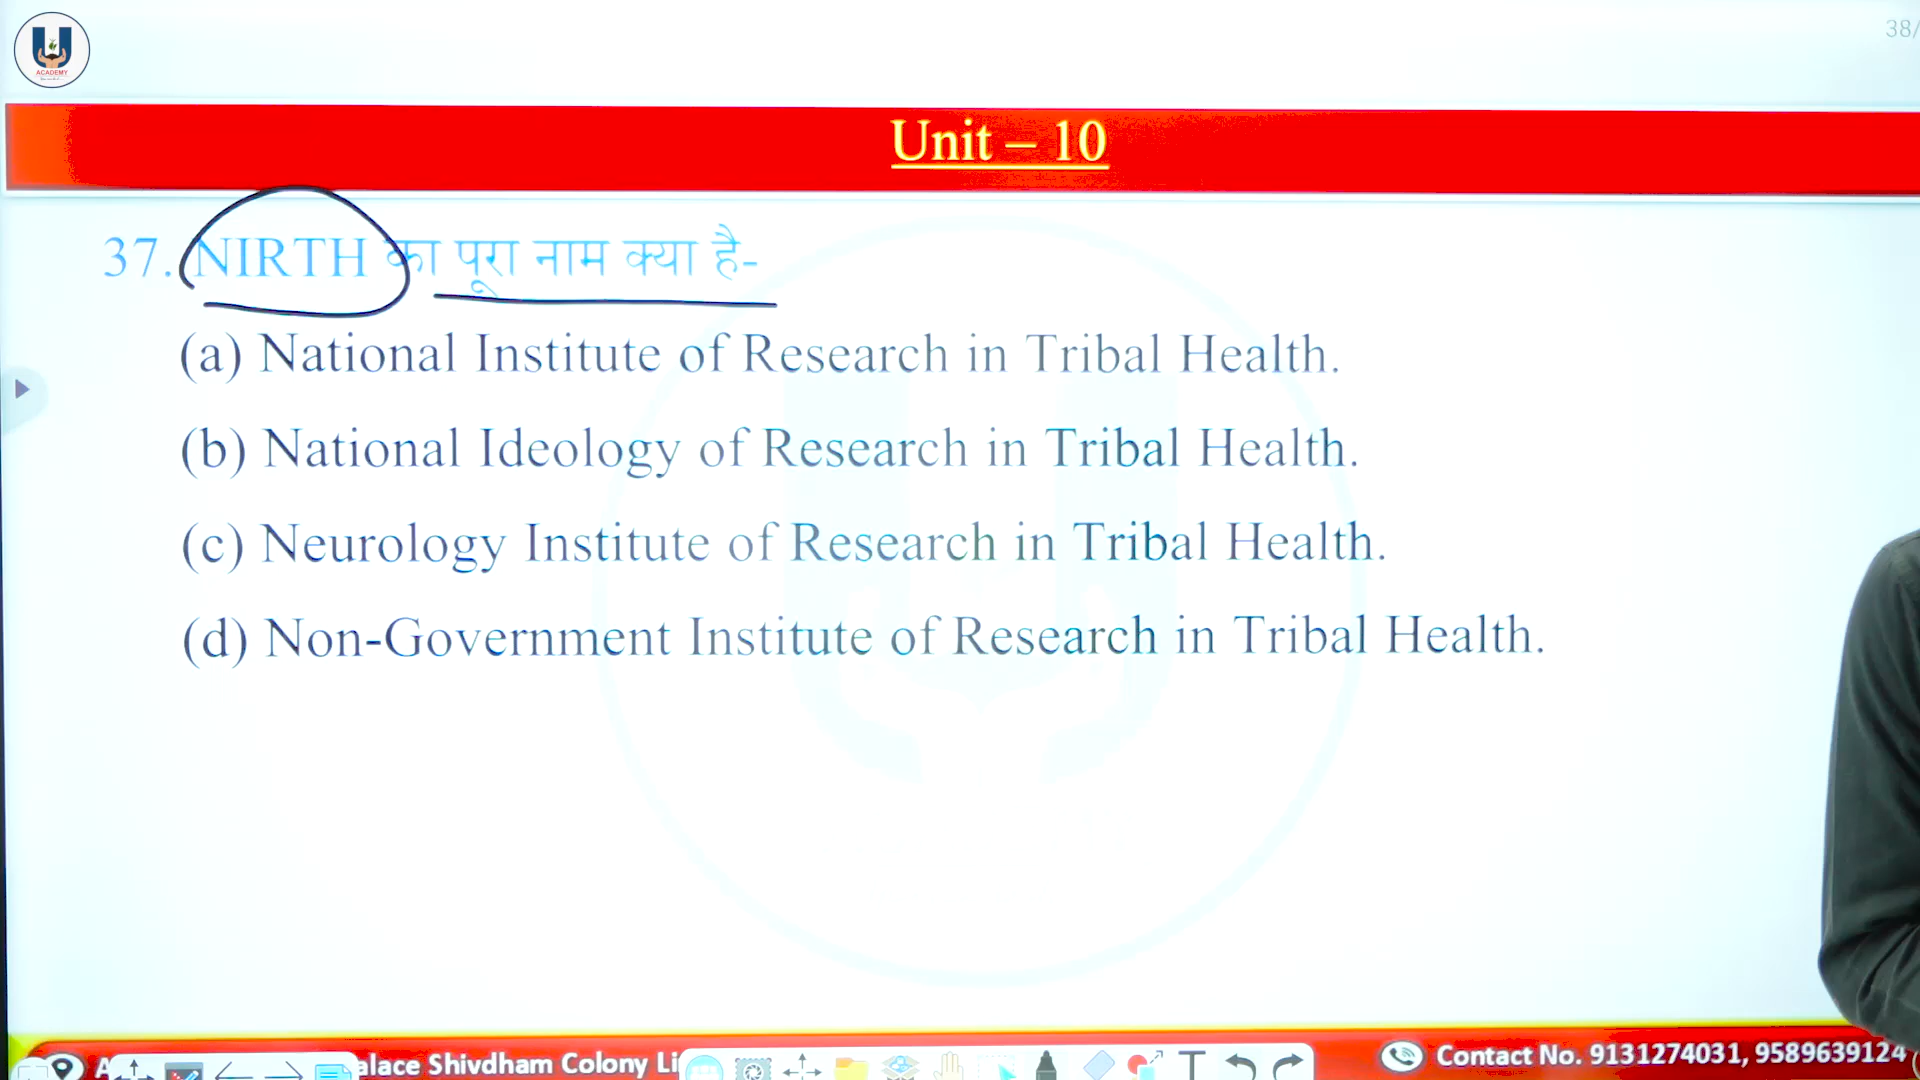 ACADEMY
38/
Unit – 10
37. NIRTH का पूरा नाम क्या है-
(a) National Institute of Research in Tribal Health.
(b) National Ideology of Research in Tribal Health.
(c) Neurology Institute of Research in Tribal Health.
(d) Non-Government Institute of Research in Tribal Health.
alace Shivdham Colony Li
Contact No. 9131274031, 9589639124